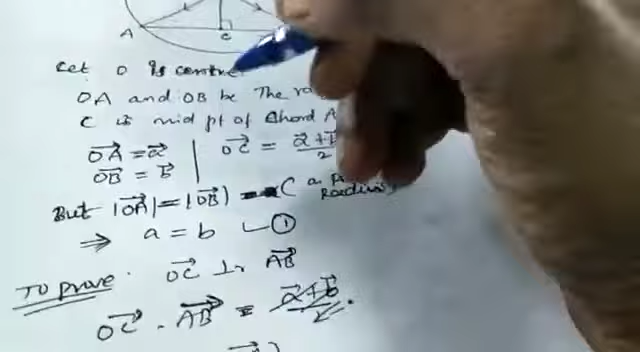 A
C
Let O is centre
OA and OB be The
C is mid pt of Chord A
OA→ = a→ | OC→ = a→+b→/2
OB→ = b→
But |OA→| = |OB→| = (
Radius)
⇒ a = b —①
To prove. OC→ ⊥r AB→
OC→ . AB→ = a→+b→